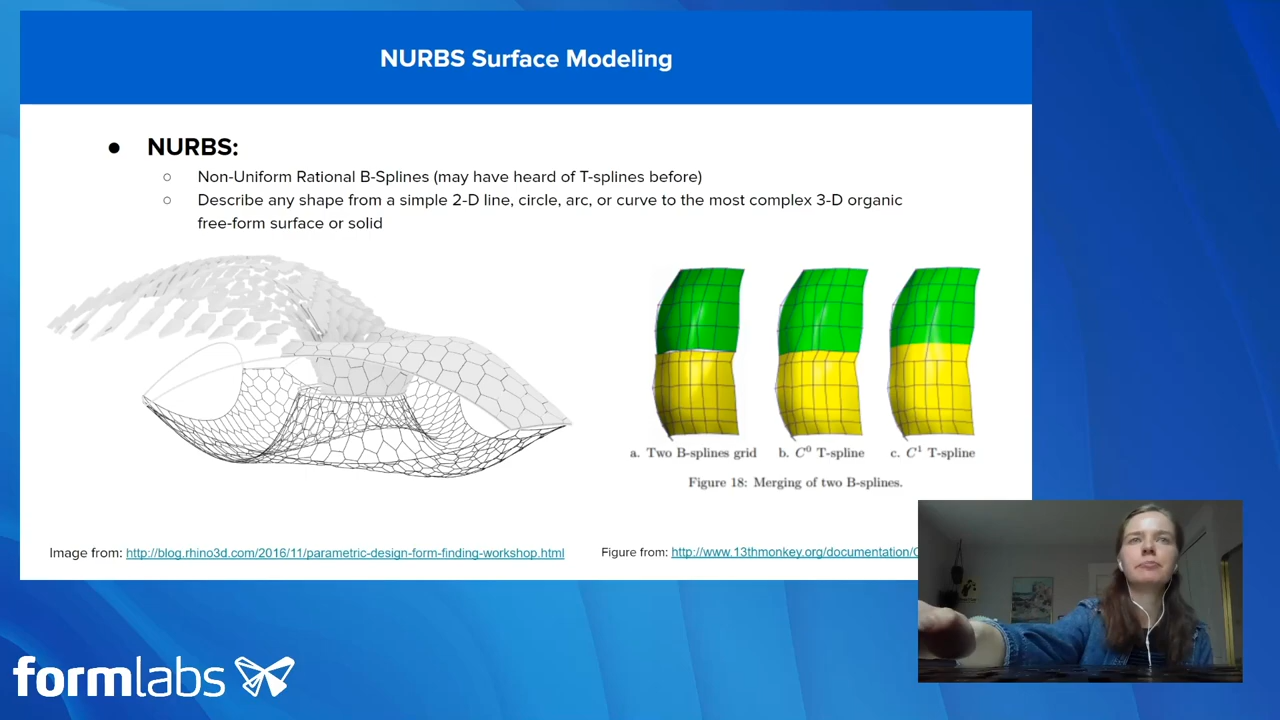 NURBS Surface Modeling
● NURBS:
○ Non-Uniform Rational B-Splines (may have heard of T-splines before)
○ Describe any shape from a simple 2-D line, circle, arc, or curve to the most complex 3-D organic
free-form surface or solid
a. Two B-splines grid b. C⁰ T-spline c. C¹ T-spline
Figure 18: Merging of two B-splines.
Image from: http://blog.rhino3d.com/2016/11/parametric-design-form-finding-workshop.html
Figure from: http://www.13thmonkey.org/documentation/
formlabs